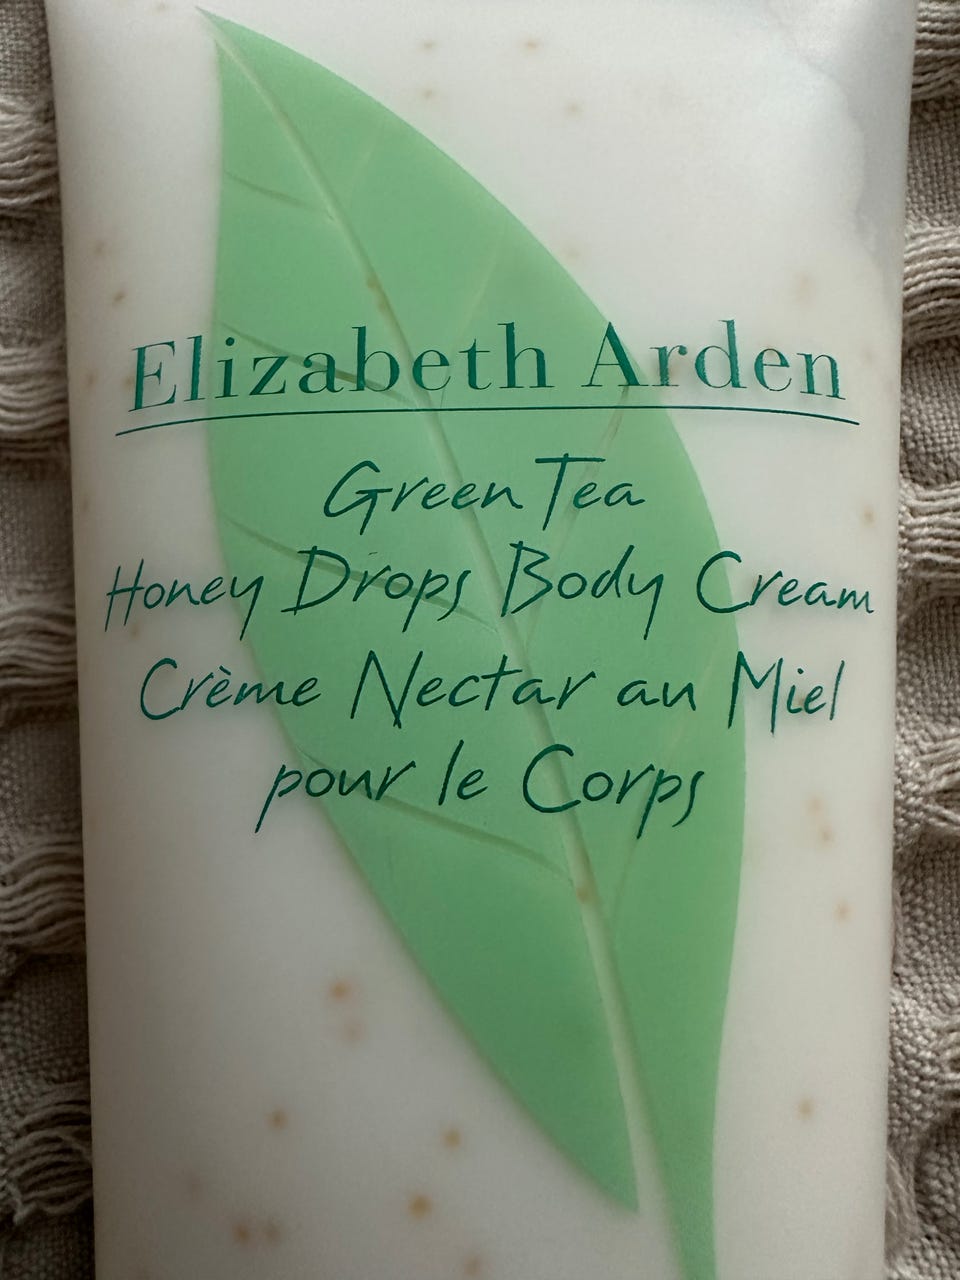 Elizabeth Arden
Green Tea
Honey Drops Body Cream
Crème Nectar au Miel
pour le Corps